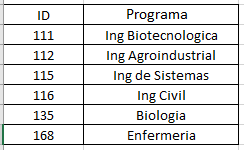 ID Programa
111 Ing Biotecnologica
112 Ing Agroindustrial
115 Ing de Sistemas
116 Ing Civil
135 Biologia
168 Enfermeria